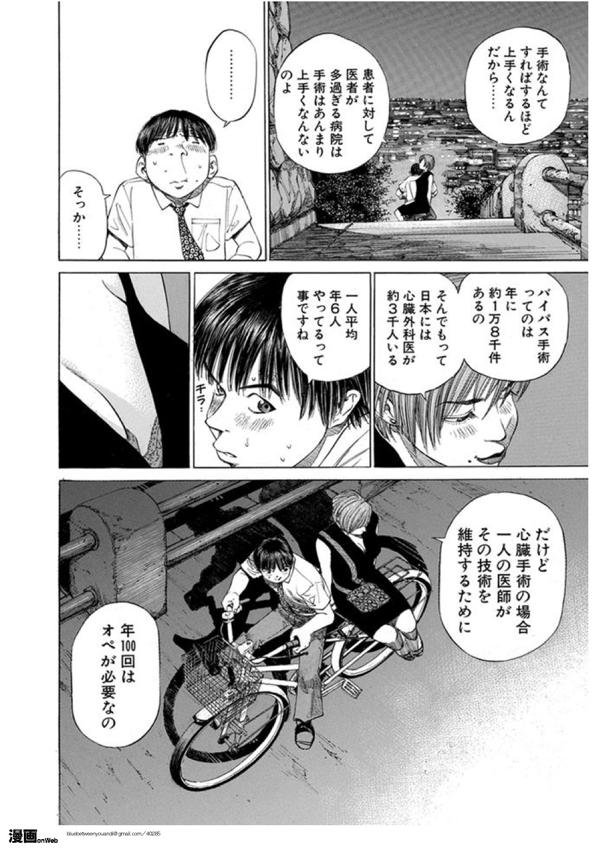 手術なんて
すればするほど
上手くなるん
だから……
患者に対して
医者が
多過ぎる病院は
手術はあんまり
上手くなんない
のよ
………
そっか……
バイパス手術
ってのは
年に
約1万8千件
あるの
そんでもって
日本には
心臓外科医が
約3千人いる
一人平均
年6人
やってるって
事ですね
チラ…
だけど
心臓手術の場合
一人の医師が
その技術を
維持するために
年100回は
オペが必要なの
漫画 on Web
bluebetweenyouandi@gmail.com / 40285